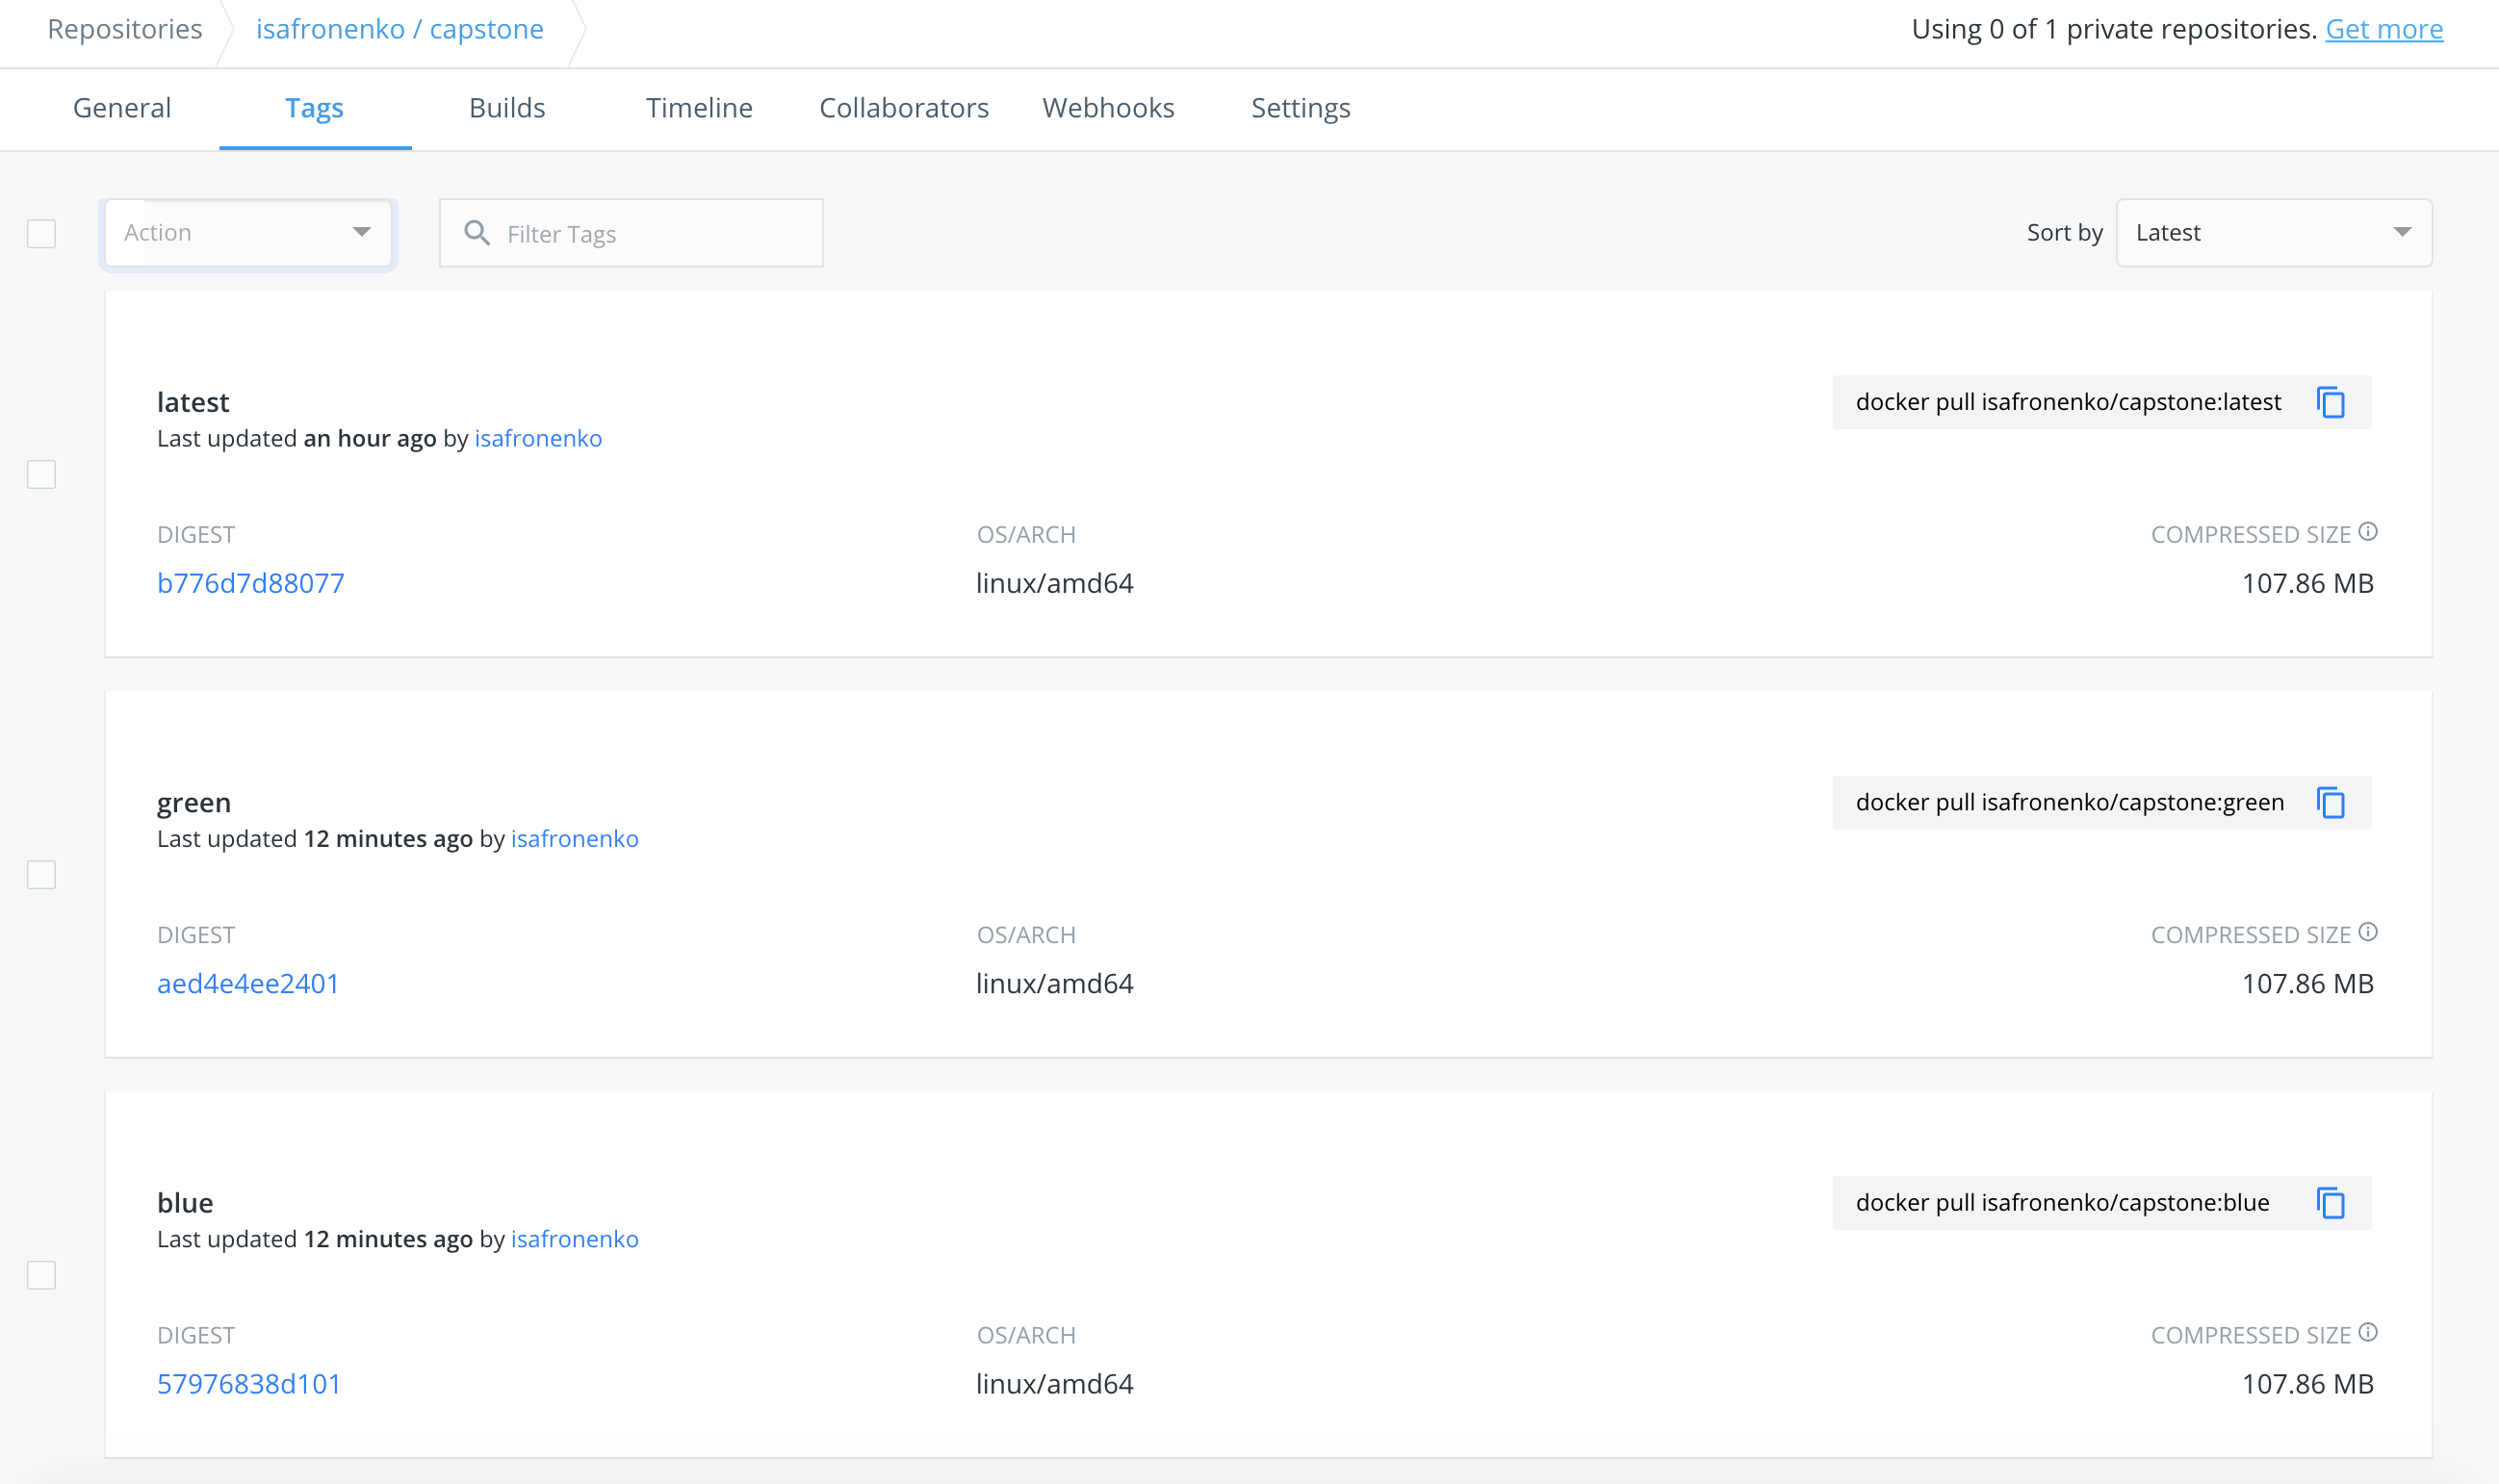 Repositories isafronenko / capstone Using 0 of 1 private repositories. Get more
General Tags Builds Timeline Collaborators Webhooks Settings
Action Filter Tags Sort by Latest
latest docker pull isafronenko/capstone:latest
Last updated an hour ago by isafronenko
DIGEST OS/ARCH COMPRESSED SIZE
b776d7d88077 linux/amd64 107.86 MB
green docker pull isafronenko/capstone:green
Last updated 12 minutes ago by isafronenko
DIGEST OS/ARCH COMPRESSED SIZE
aed4e4ee2401 linux/amd64 107.86 MB
blue docker pull isafronenko/capstone:blue
Last updated 12 minutes ago by isafronenko
DIGEST OS/ARCH COMPRESSED SIZE
57976838d101 linux/amd64 107.86 MB